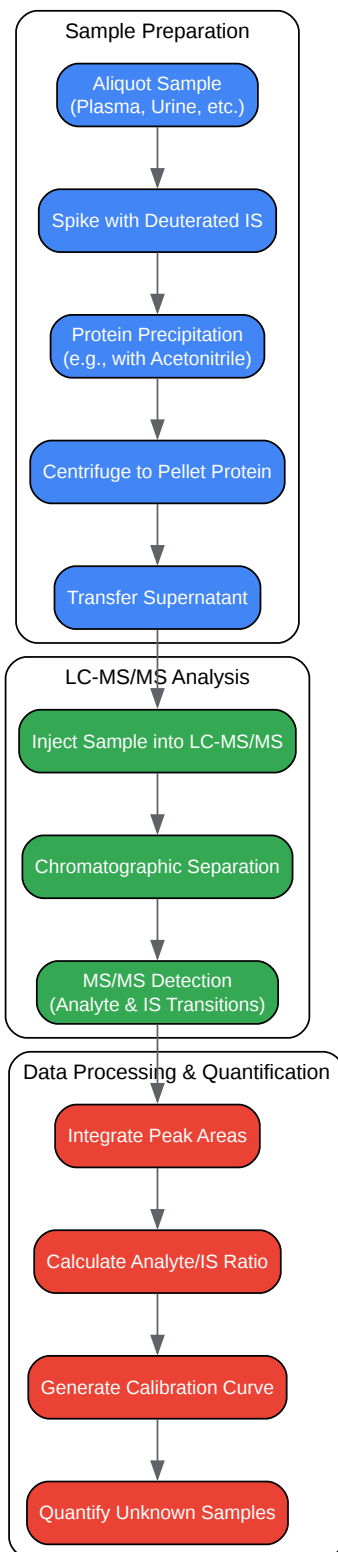 Sample Preparation
Aliquot Sample
(Plasma, Urine, etc.)
Spike with Deuterated IS
Protein Precipitation
(e.g., with Acetonitrile)
Centrifuge to Pellet Protein
Transfer Supernatant
LC-MS/MS Analysis
Inject Sample into LC-MS/MS
Chromatographic Separation
MS/MS Detection
(Analyte & IS Transitions)
Data Processing & Quantification
Integrate Peak Areas
Calculate Analyte/IS Ratio
Generate Calibration Curve
Quantify Unknown Samples